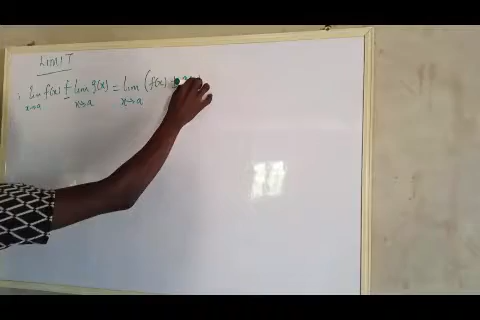 LIMIT
i lim f(x) ± lim g(x) = lim (f(x) ±
x→a x→a x→a